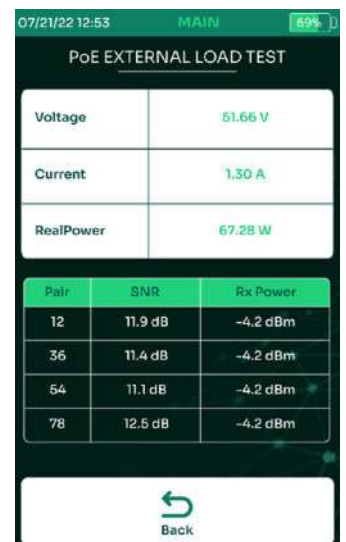 07/21/22 12:53 MAIN 69%
PoE EXTERNAL LOAD TEST
Voltage 51.66 V
Current 1.30 A
RealPower 67.28 W
Pair SNR Rx Power
12 11.9 dB -4.2 dBm
36 11.4 dB -4.2 dBm
54 11.1 dB -4.2 dBm
78 12.5 dB -4.2 dBm
Back